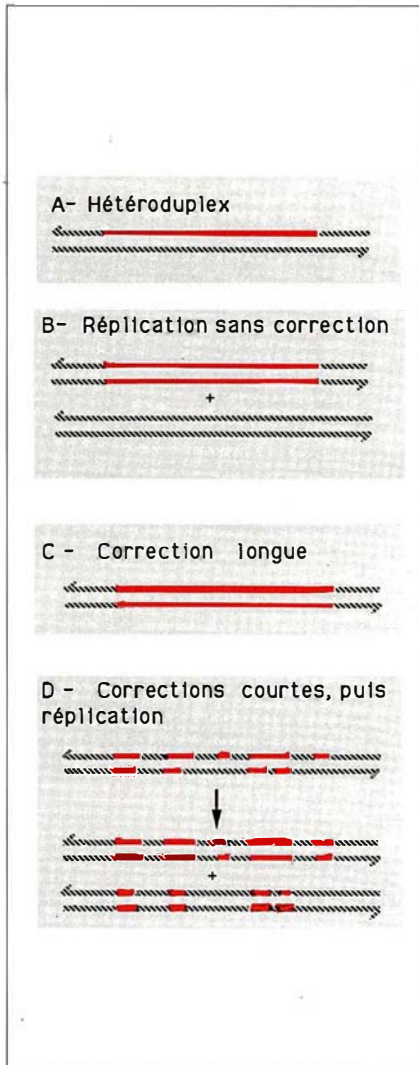 A- Hétéroduplex
B- Réplication sans correction
+
C - Correction longue
D - Corrections courtes, puis
réplication
+